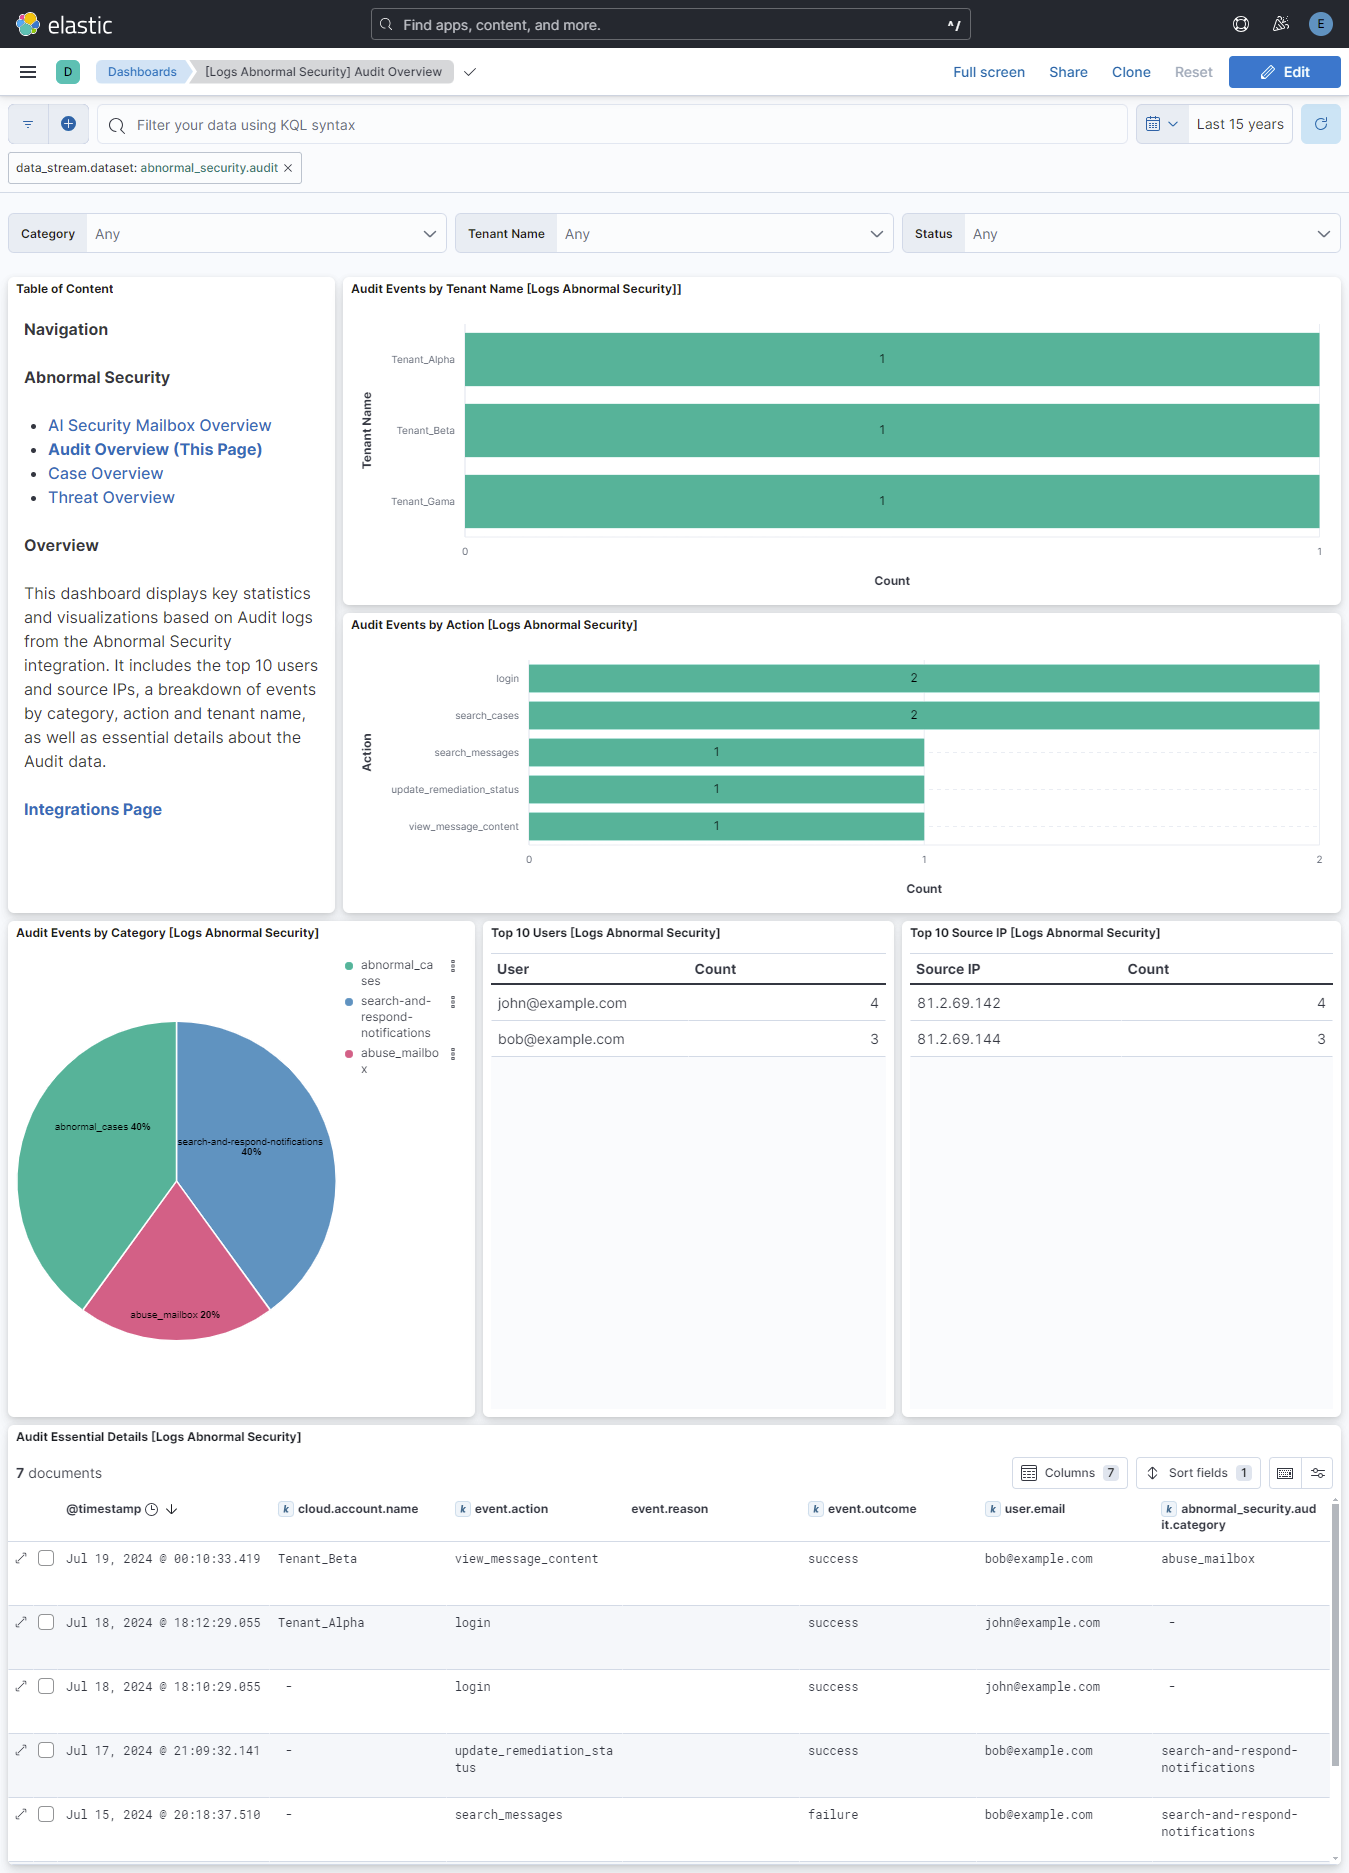 elastic
Find apps, content, and more.
^/
E
D
Dashboards
[Logs Abnormal Security] Audit Overview
Full screen
Share
Clone
Reset
Edit
Filter your data using KQL syntax
Last 15 years
data_stream.dataset: abnormal_security.audit
Category
Any
Tenant Name
Any
Status
Any
Table of Content
Navigation
Abnormal Security
AI Security Mailbox Overview
Audit Overview (This Page)
Case Overview
Threat Overview
Overview
This dashboard displays key statistics
and visualizations based on Audit logs
from the Abnormal Security
integration. It includes the top 10 users
and source IPs, a breakdown of events
by category, action and tenant name,
as well as essential details about the
Audit data.
Integrations Page
Audit Events by Tenant Name [Logs Abnormal Security]]
Tenant Name
Tenant_Alpha
1
Tenant_Beta
1
Tenant_Gama
1
0
1
Count
Audit Events by Action [Logs Abnormal Security]
Action
login
2
search_cases
2
search_messages
1
update_remediation_status
1
view_message_content
1
0
1
2
Count
Audit Events by Category [Logs Abnormal Security]
abnormal_ca
ses
search-and-
respond-
notifications
abuse_mailbo
x
abnormal_cases 40%
search-and-respond-notifications
40%
abuse_mailbox 20%
Top 10 Users [Logs Abnormal Security]
User
Count
john@example.com
4
bob@example.com
3
Top 10 Source IP [Logs Abnormal Security]
Source IP
Count
81.2.69.142
4
81.2.69.144
3
Audit Essential Details [Logs Abnormal Security]
7 documents
Columns 7
Sort fields 1
@timestamp
k cloud.account.name
k event.action
event.reason
k event.outcome
k user.email
k abnormal_security.aud
it.category
Jul 19, 2024 @ 00:10:33.419
Tenant_Beta
view_message_content
success
bob@example.com
abuse_mailbox
Jul 18, 2024 @ 18:12:29.055
Tenant_Alpha
login
success
john@example.com
-
Jul 18, 2024 @ 18:10:29.055
-
login
success
john@example.com
-
Jul 17, 2024 @ 21:09:32.141
-
update_remediation_sta
tus
success
bob@example.com
search-and-respond-
notifications
Jul 15, 2024 @ 20:18:37.510
-
search_messages
failure
bob@example.com
search-and-respond-
notifications